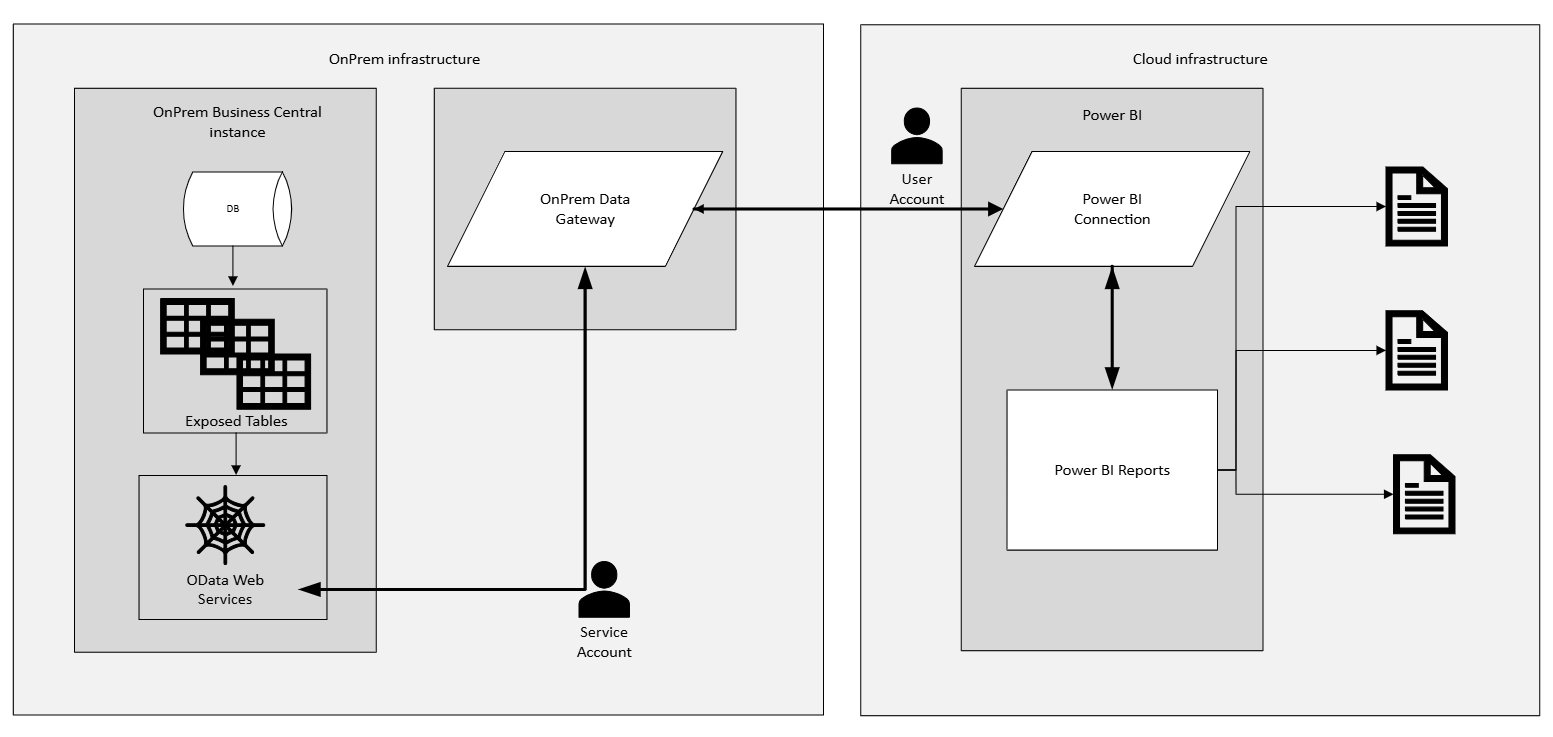 OnPrem infrastructure
OnPrem Business Central
instance
DB
Exposed Tables
OData Web
Services
OnPrem Data
Gateway
Service
Account
Cloud infrastructure
User
Account
Power BI
Power BI
Connection
Power BI Reports